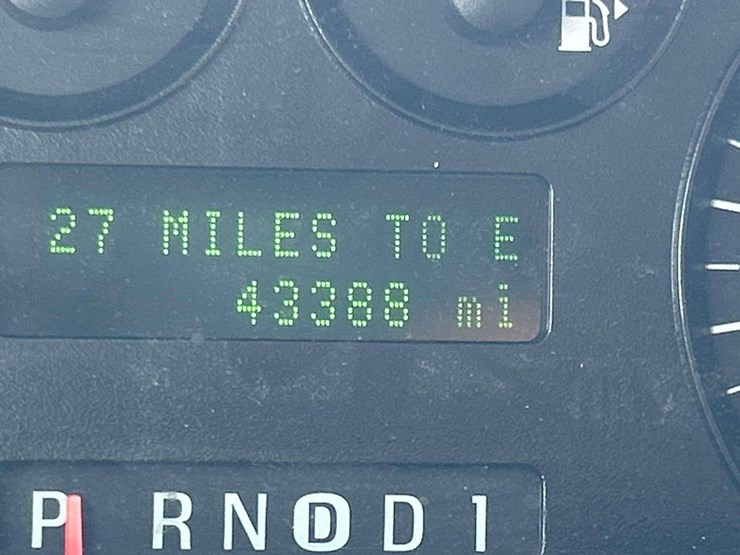 27 MILES TO E
43388 mi
P R N D D 1